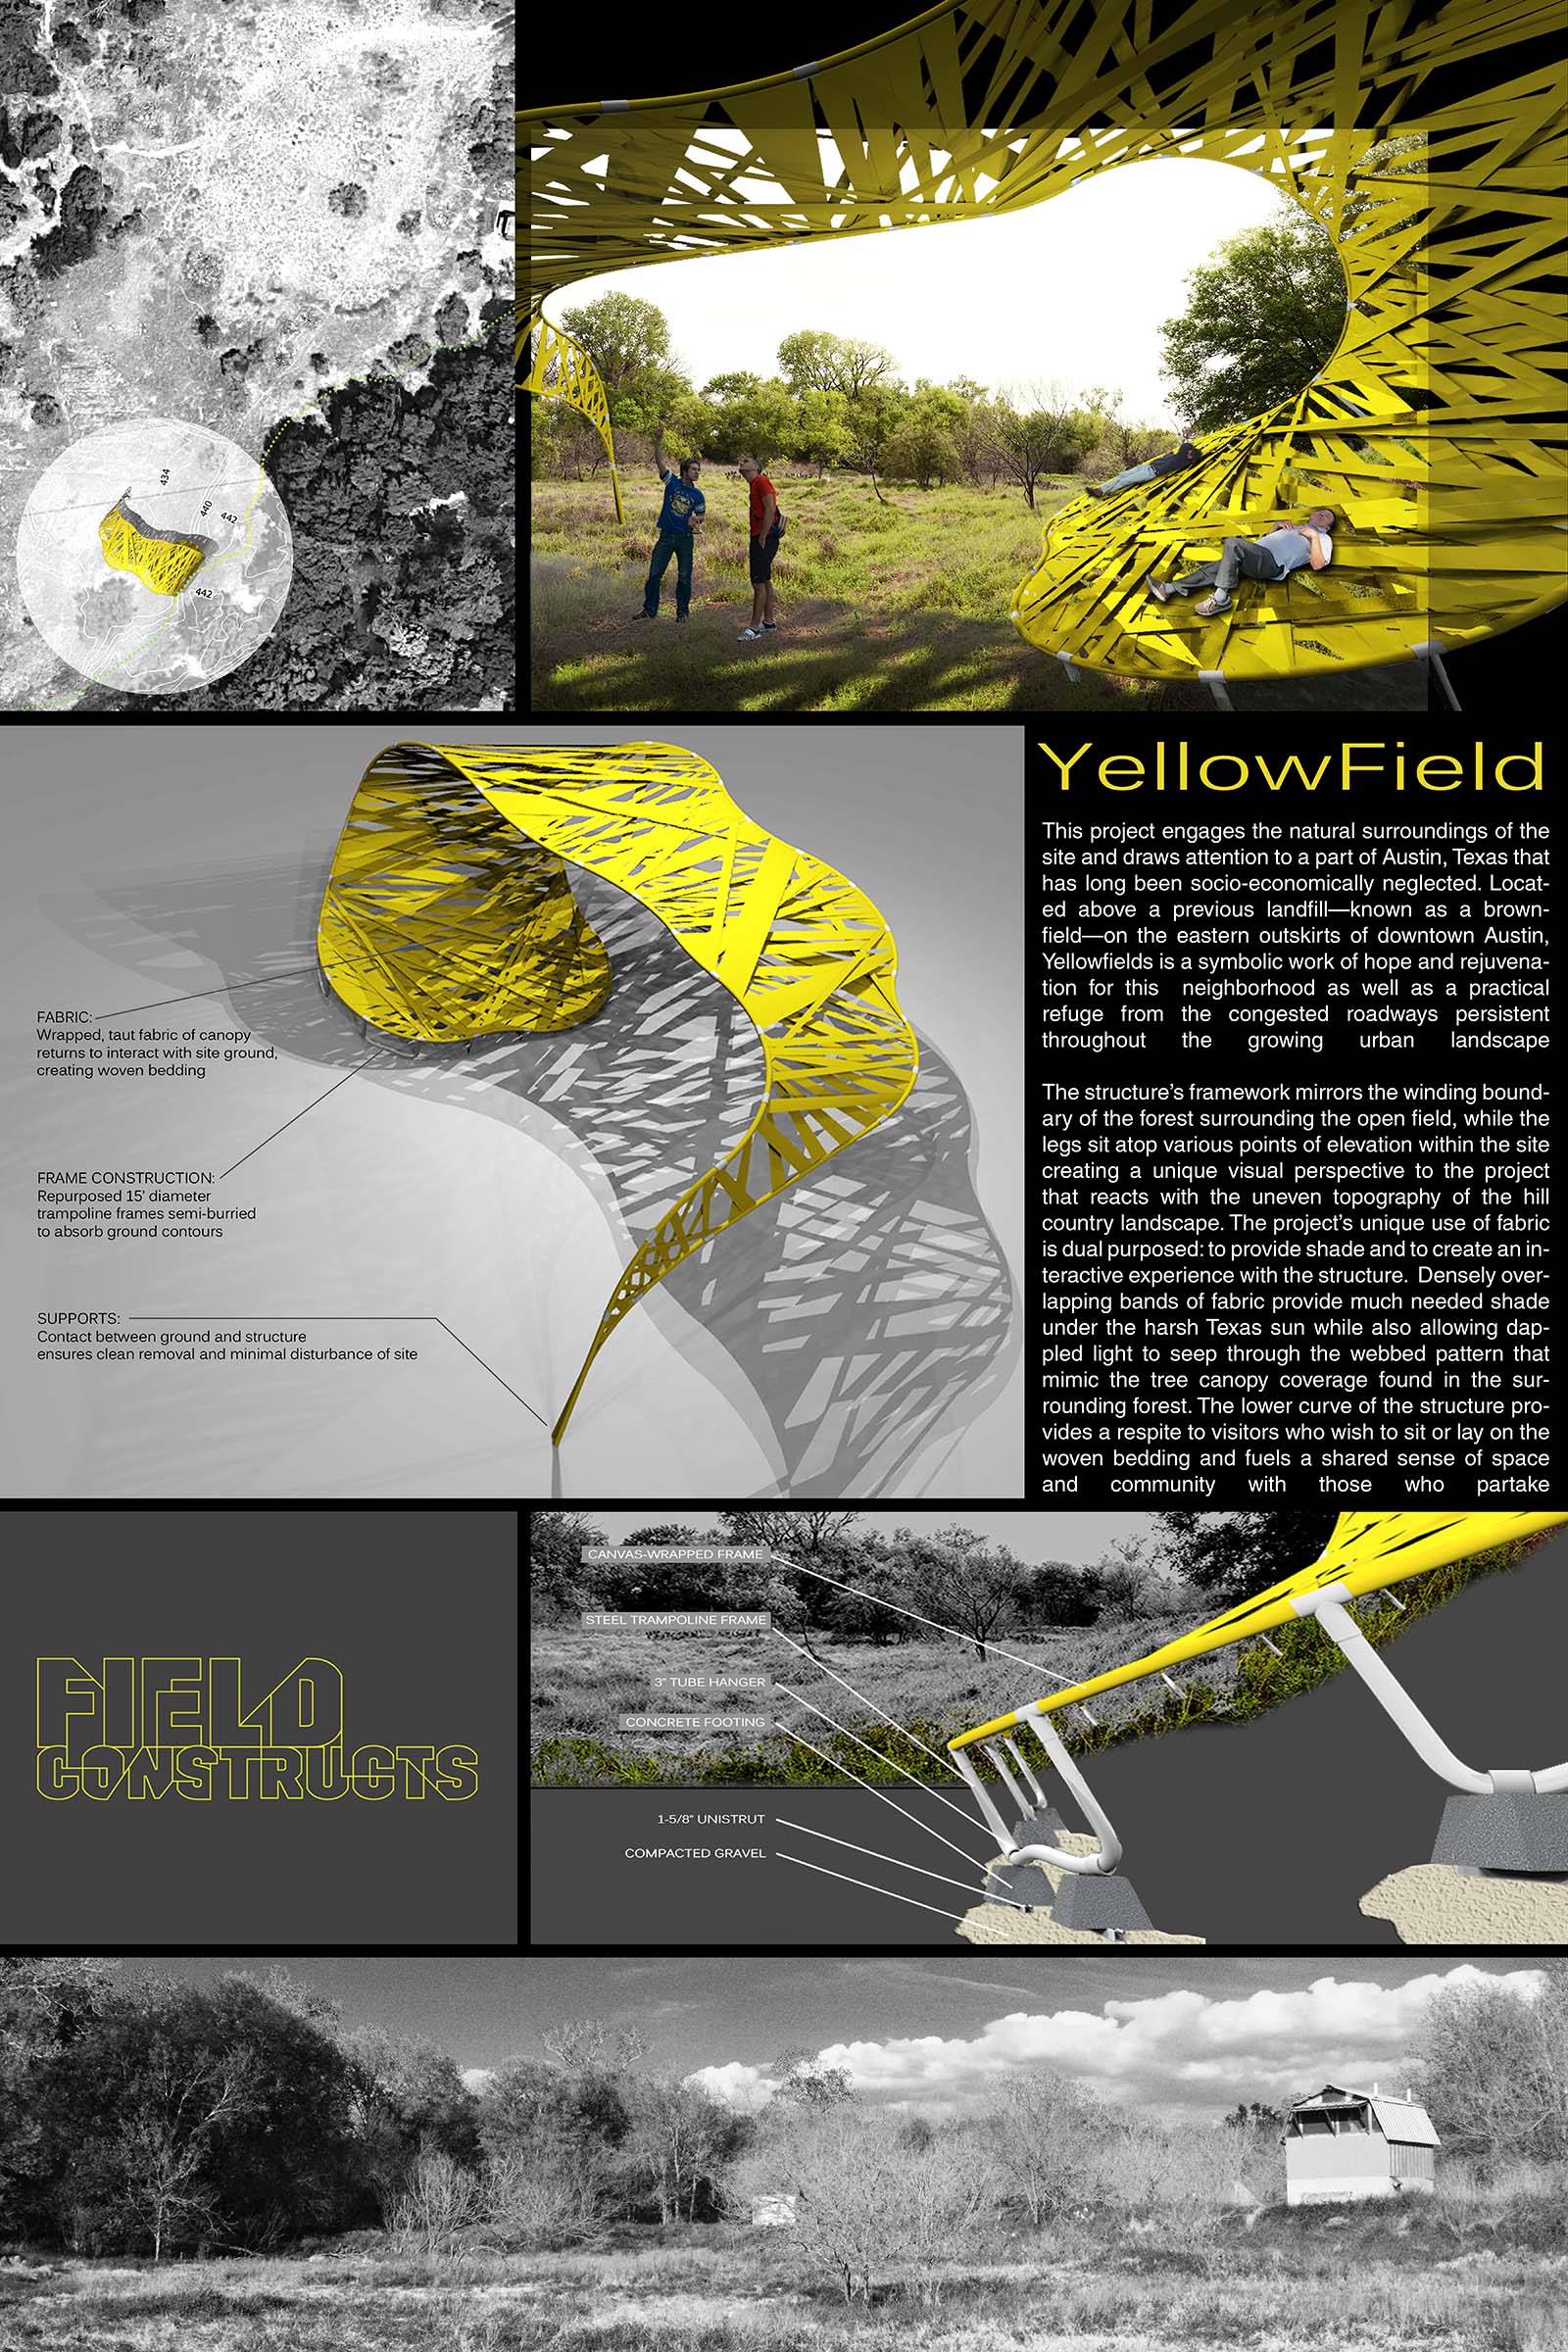 434
440
442
442
YellowField
This project engages the natural surroundings of the
site and draws attention to a part of Austin, Texas that
has long been socio-economically neglected. Locat-
ed above a previous landfill—known as a brown-
field—on the eastern outskirts of downtown Austin,
Yellowfields is a symbolic work of hope and rejuvena-
tion for this neighborhood as well as a practical
refuge from the congested roadways persistent
throughout the growing urban landscape
The structure's framework mirrors the winding bound-
ary of the forest surrounding the open field, while the
legs sit atop various points of elevation within the site
creating a unique visual perspective to the project
that reacts with the uneven topography of the hill
country landscape. The project's unique use of fabric
is dual purposed: to provide shade and to create an in-
teractive experience with the structure. Densely over-
lapping bands of fabric provide much needed shade
under the harsh Texas sun while also allowing dap-
pled light to seep through the webbed pattern that
mimic the tree canopy coverage found in the sur-
rounding forest. The lower curve of the structure pro-
vides a respite to visitors who wish to sit or lay on the
woven bedding and fuels a shared sense of space
and community with those who partake
FABRIC:
Wrapped, taut fabric of canopy
returns to interact with site ground,
creating woven bedding
FRAME CONSTRUCTION:
Repurposed 15' diameter
trampoline frames semi-burried
to absorb ground contours
SUPPORTS:
Contact between ground and structure
ensures clean removal and minimal disturbance of site
FIELD
CONSTRUCTS
CANVAS-WRAPPED FRAME
STEEL TRAMPOLINE FRAME
3" TUBE HANGER
CONCRETE FOOTING
1-5/8" UNISTRUT
COMPACTED GRAVEL